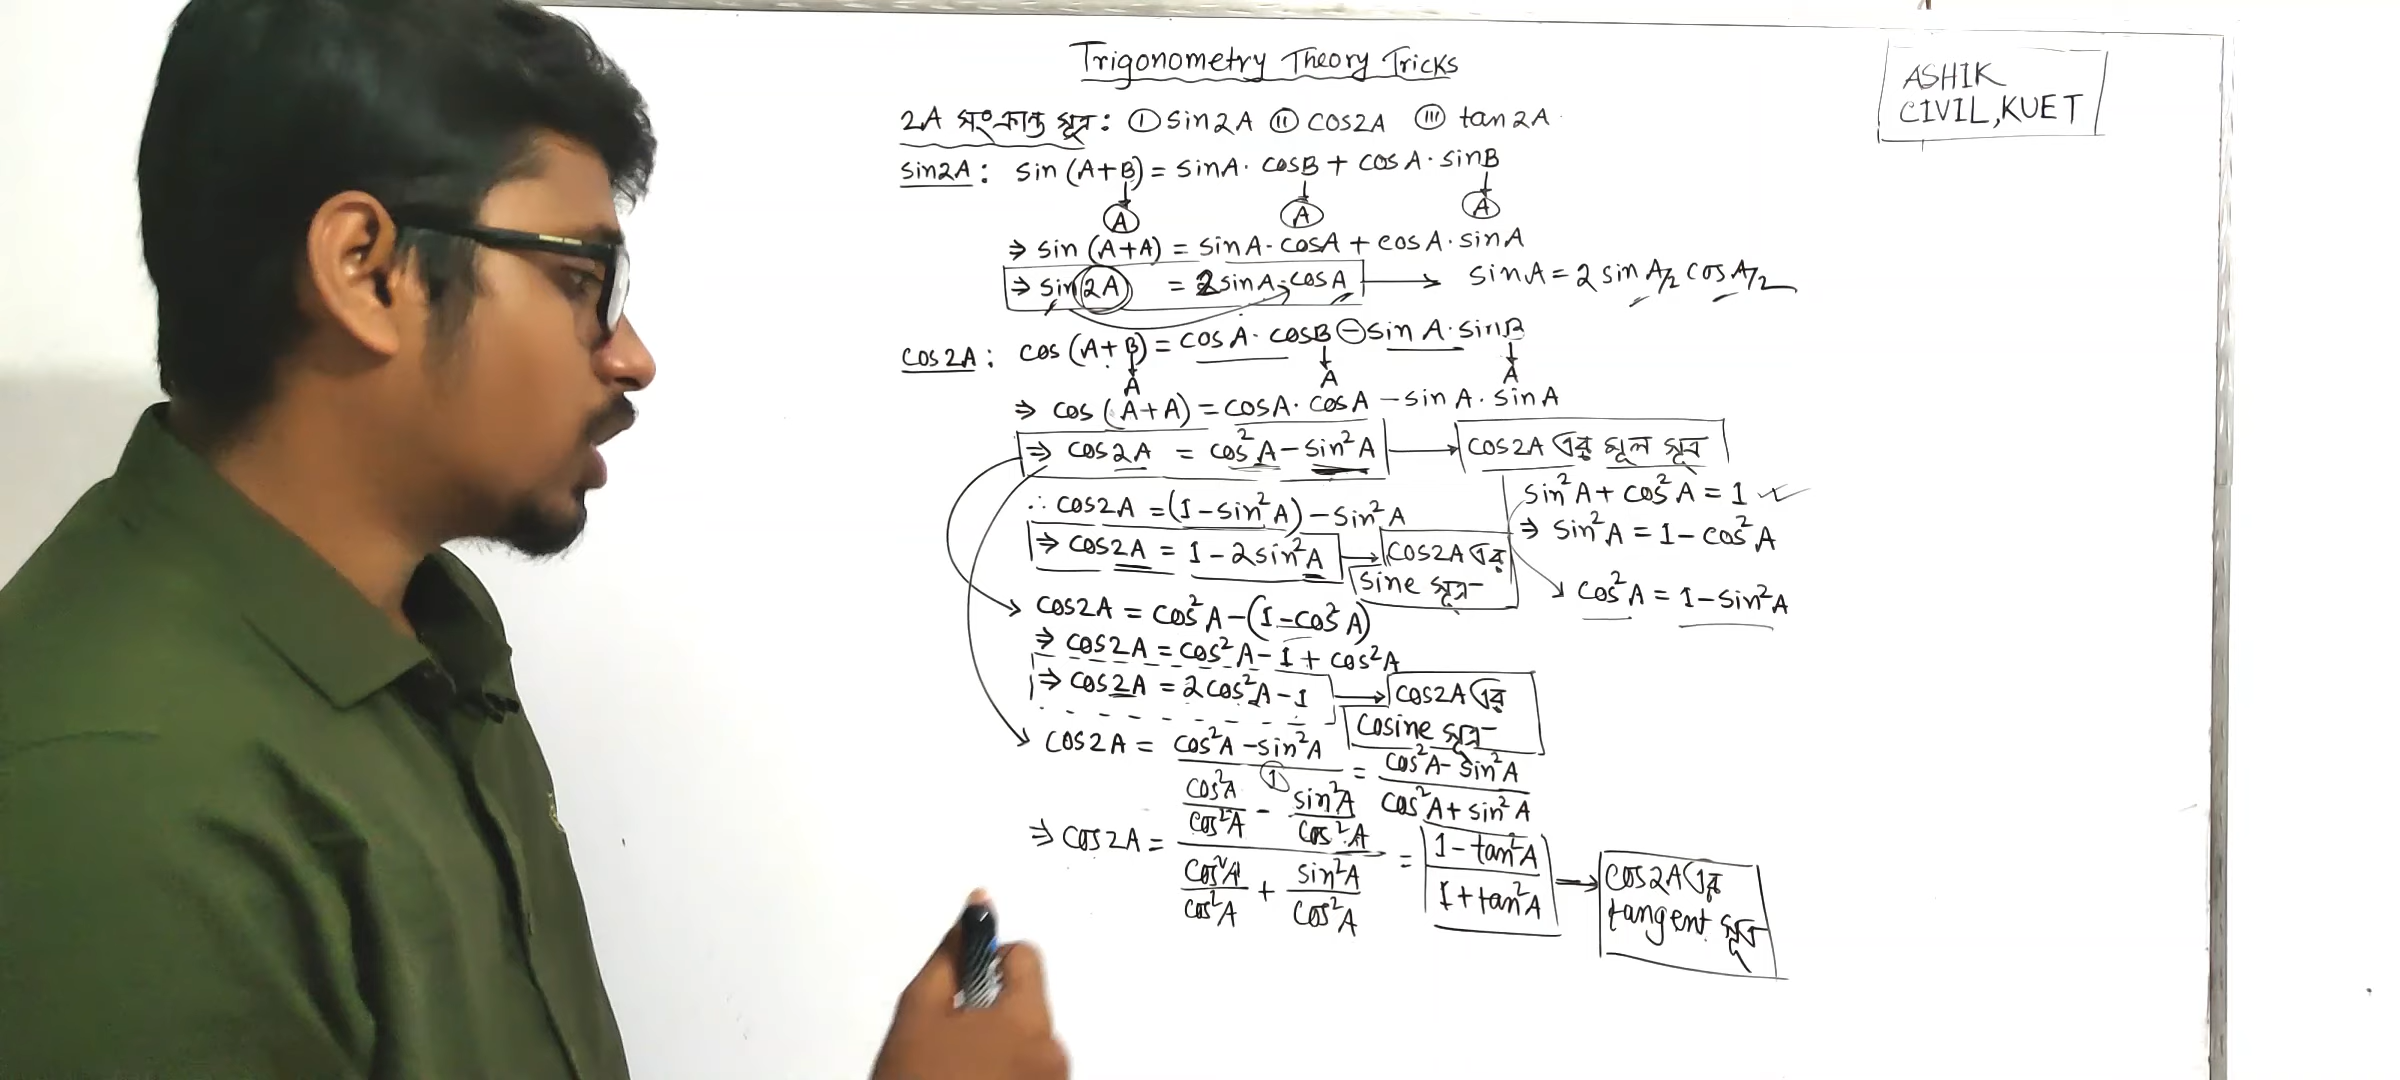 Trigonometry Theory Tricks
ASHIK
CIVIL,KUET
2A সংক্রান্ত সূত্র: Ⓘ sin2A Ⓘⓘ cos2A Ⓘⓘⓘ tan2A
sin2A: sin (A+B) = sinA· cosB + cosA· sinB
A A A
⇒ sin (A+A) = sinA· cosA + cosA· sinA
⇒ sin 2A = 2sinA·cosA → sinA = 2 sin A/2 cos A/2
cos2A: cos (A+B) = cosA· cosB − sinA· sinB
A A A
⇒ cos (A+A) = cosA· cosA − sinA· sinA
⇒ cos2A = cos²A − sin²A → cos2A এর মূল সূত্র
sin²A + cos²A = 1 ✓
∴ cos2A = (1−sin²A) − sin²A
⇒ sin²A = 1 − cos²A
⇒ cos2A = 1 − 2sin²A → cos2A এর
sine সূত্র
cos²A = 1−sin²A
cos2A = cos²A − (1−cos²A)
⇒ cos2A = cos²A − 1 + cos²A
⇒ cos2A = 2cos²A − 1 → cos2A এর
cosine সূত্র
cos2A = (cos²A − sin²A)/1 = (cos²A − sin²A)/(cos²A + sin²A)
⇒ cos2A = (cos²A/cos²A − sin²A/cos²A)/(cos²A/cos²A + sin²A/cos²A) = (1 − tan²A)/(1 + tan²A) → cos2A এর
tangent সূত্র